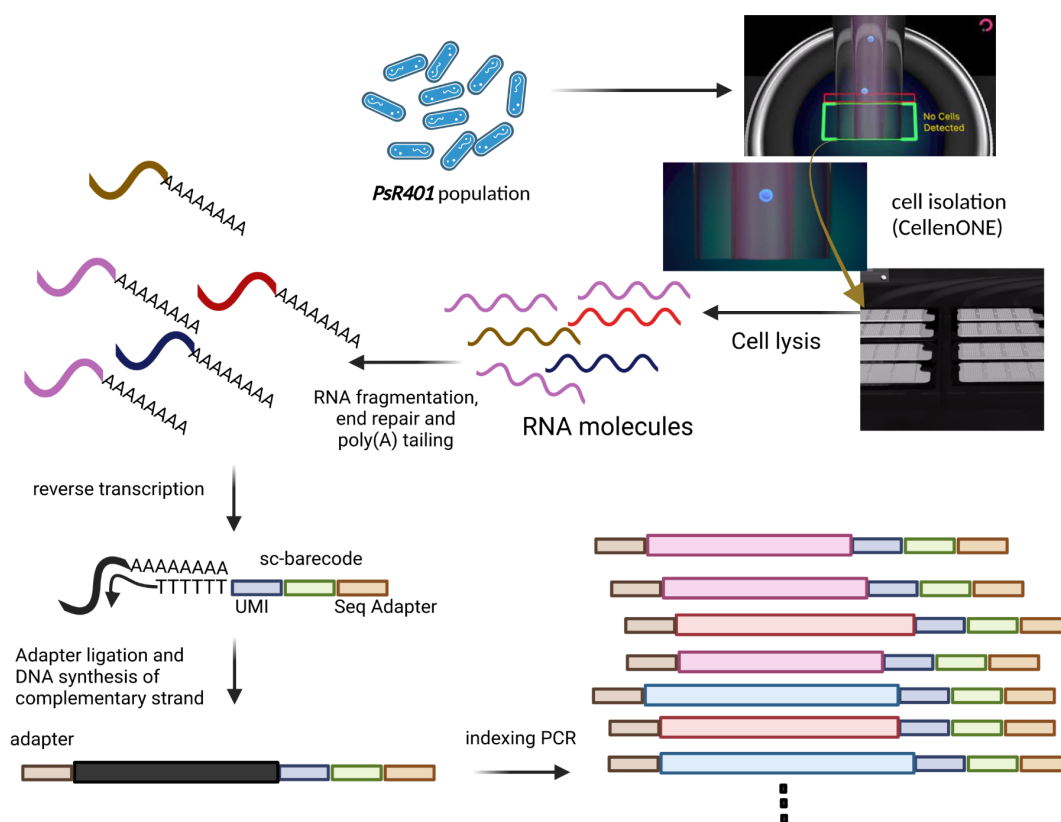 No Cells
Detected
PsR401 population
cell isolation
(CellenONE)
AAAAAAAA
AAAAAAAA
AAAAAAAA
AAAAAAAA
AAAAAAAA
Cell lysis
RNA fragmentation,
end repair and
poly(A) tailing
RNA molecules
reverse transcription
AAAAAAAA
sc-barecode
TTTTTT
UMI
Seq Adapter
Adapter ligation and
DNA synthesis of
complementary strand
adapter
indexing PCR